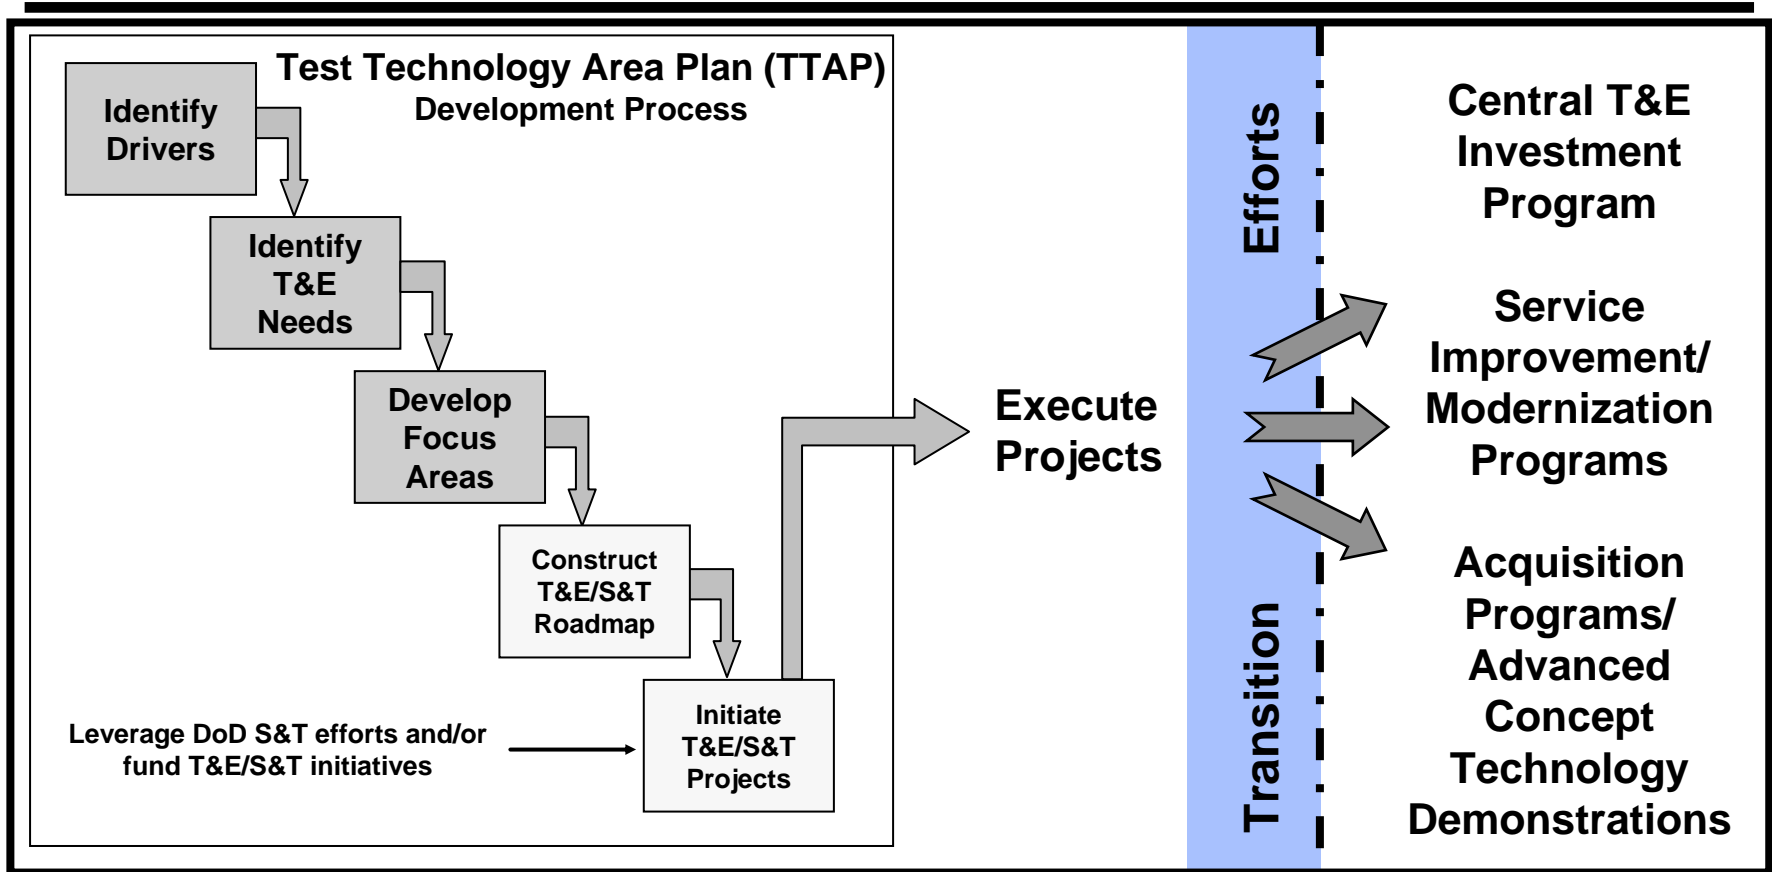 Test Technology Area Plan (TTAP)
Development Process
Identify
Drivers
Identify
T&E
Needs
Develop
Focus
Areas
Construct
T&E/S&T
Roadmap
Initiate
T&E/S&T
Projects
Leverage DoD S&T efforts and/or
fund T&E/S&T initiatives
Execute
Projects
Transition Efforts
Central T&E
Investment
Program
Service
Improvement/
Modernization
Programs
Acquisition
Programs/
Advanced
Concept
Technology
Demonstrations